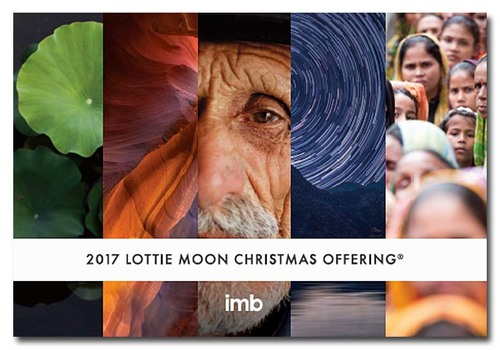 2017 LOTTIE MOON CHRISTMAS OFFERING®
imb